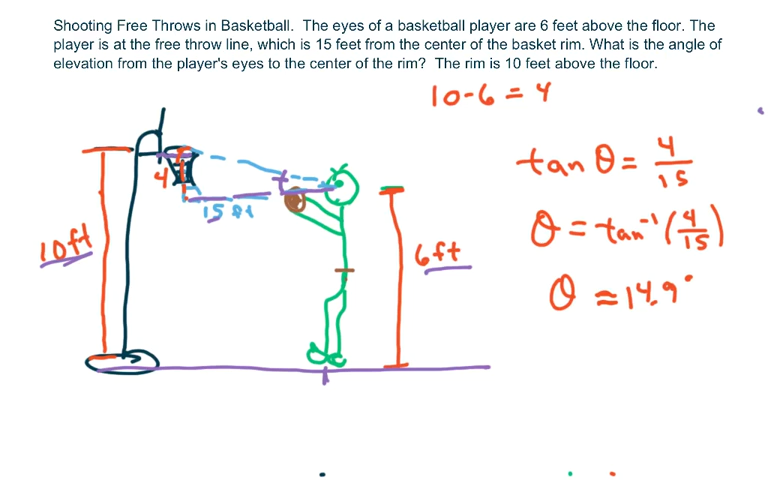 Shooting Free Throws in Basketball. The eyes of a basketball player are 6 feet above the floor. The
player is at the free throw line, which is 15 feet from the center of the basket rim. What is the angle of
elevation from the player's eyes to the center of the rim? The rim is 10 feet above the floor.
10-6 = 4
tan θ = 4/15
θ = tan⁻¹(4/15)
θ ≈ 14.9°
4
15 ft
10ft
6ft